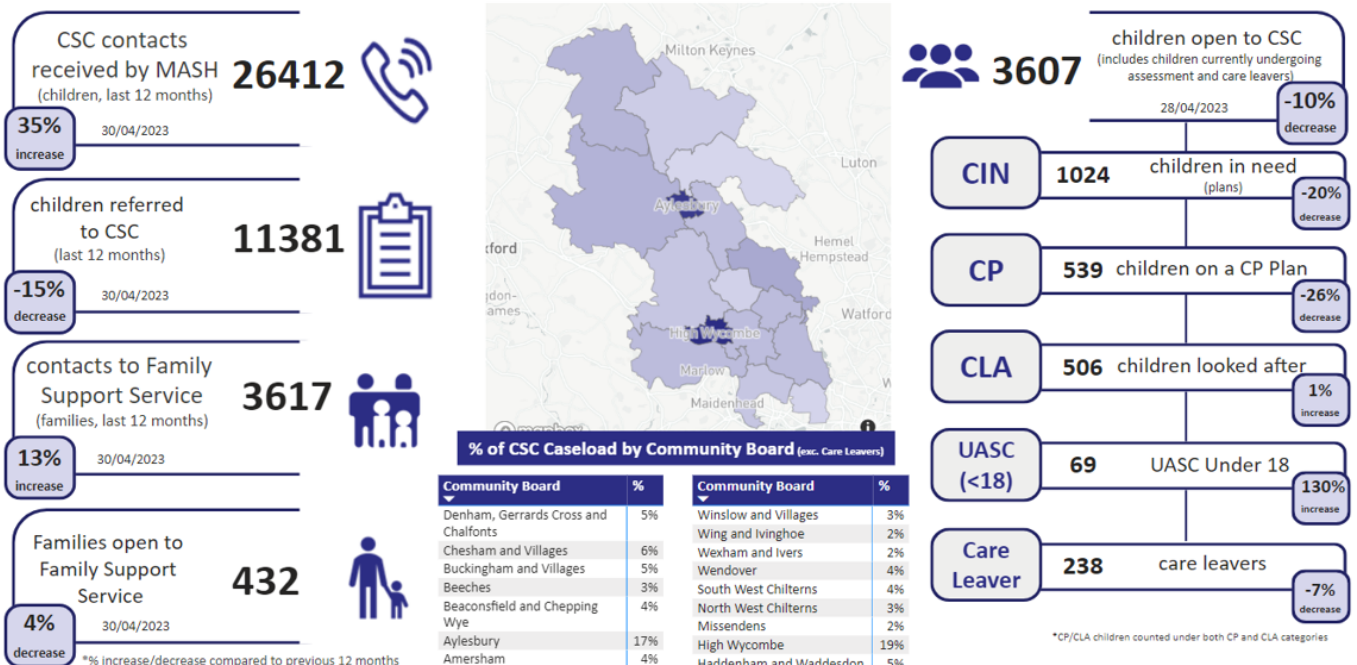 CSC contacts
received by MASH
(children, last 12 months)
26412
35%
increase
30/04/2023
children referred
to CSC
(last 12 months)
11381
-15%
decrease
30/04/2023
contacts to Family
Support Service
(families, last 12 months)
3617
13%
increase
30/04/2023
Families open to
Family Support
Service
432
4%
decrease
30/04/2023
*% increase/decrease compared to previous 12 months
Milton Keynes
Luton
Aylesbury
xford
Hemel
Hempstead
gdon-
ames
Watford
High Wycombe
Marlow
Maidenhead
W
mapbox
i
% of CSC Caseload by Community Board (exc. Care Leavers)
Community Board %
Denham, Gerrards Cross and 5%
Chalfonts
Chesham and Villages 6%
Buckingham and Villages 5%
Beeches 3%
Beaconsfield and Chepping 4%
Wye
Aylesbury 17%
Amersham 4%
Community Board %
Winslow and Villages 3%
Wing and Ivinghoe 2%
Wexham and Ivers 2%
Wendover 4%
South West Chilterns 4%
North West Chilterns 3%
Missendens 2%
High Wycombe 19%
Haddenham and Waddesdon 5%
3607
children open to CSC
(includes children currently undergoing
assessment and care leavers)
28/04/2023
-10%
decrease
CIN
1024
children in need
(plans)
-20%
decrease
CP
539 children on a CP Plan
-26%
decrease
CLA
506 children looked after
1%
increase
UASC
(<18)
69 UASC Under 18
130%
increase
Care
Leaver
238 care leavers
-7%
decrease
*CP/CLA children counted under both CP and CLA categories